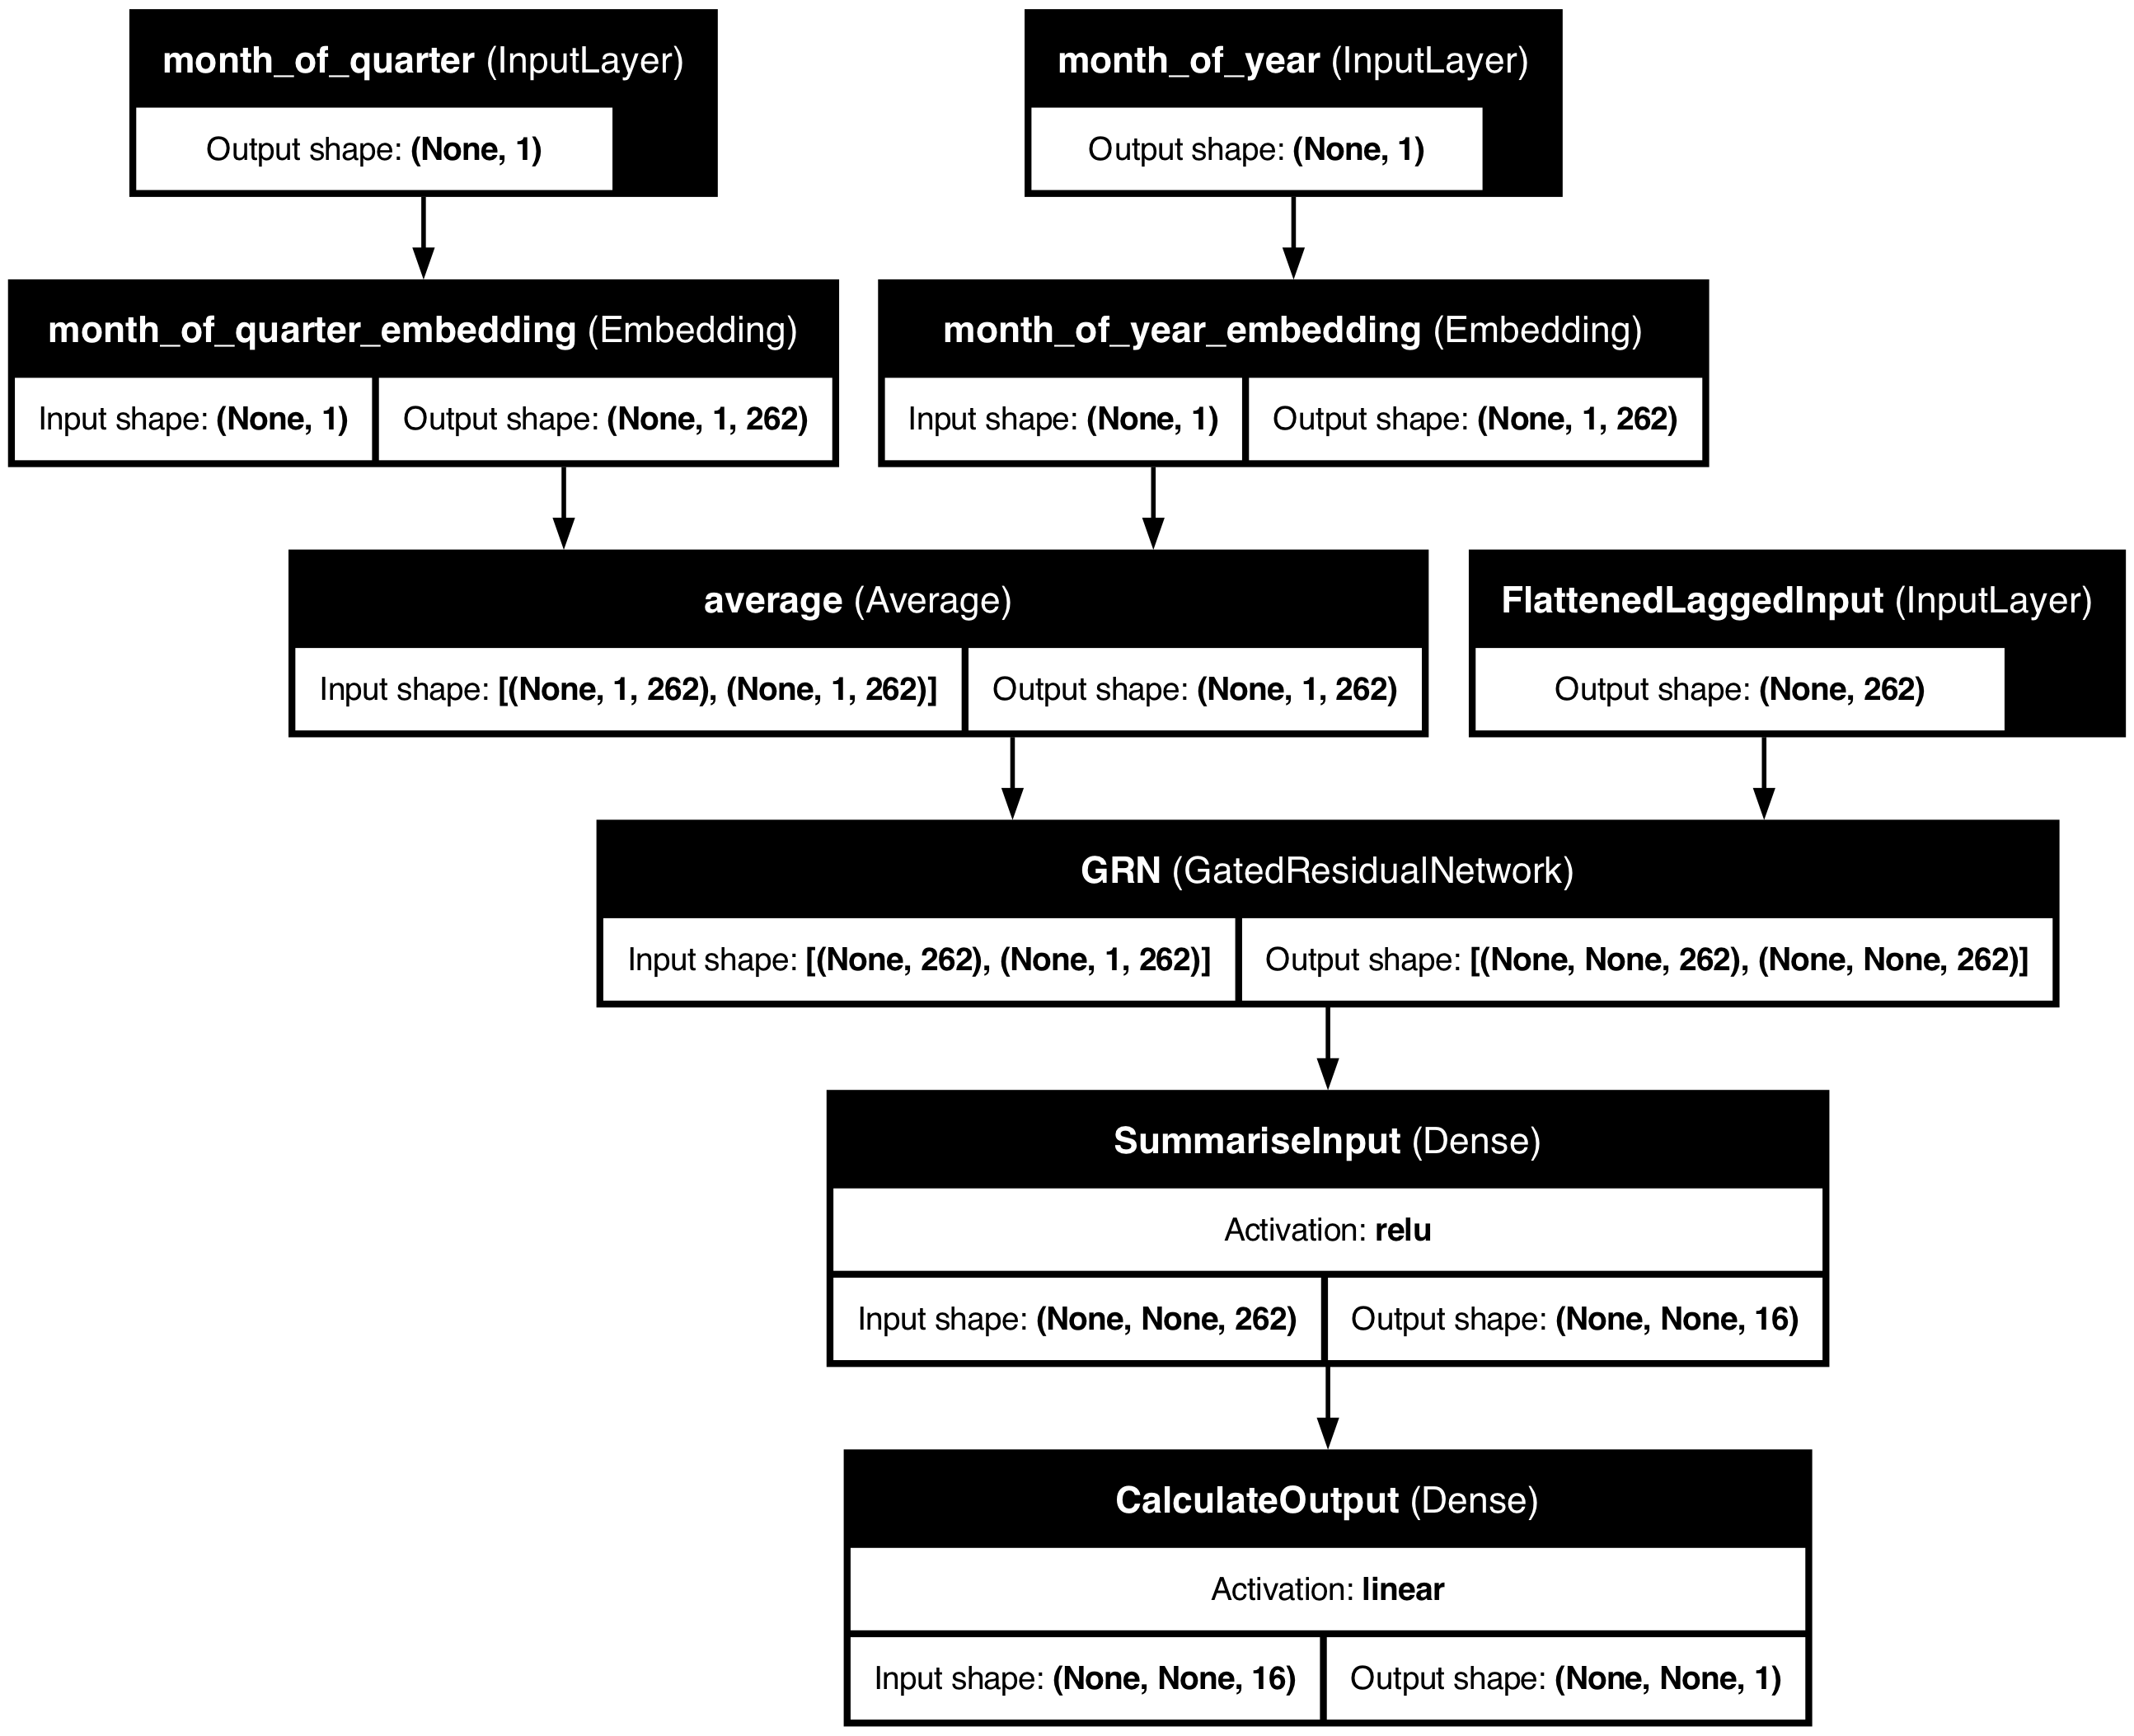 month_of_quarter (InputLayer)
Output shape: (None, 1)
month_of_year (InputLayer)
Output shape: (None, 1)
month_of_quarter_embedding (Embedding)
Input shape: (None, 1)
Output shape: (None, 1, 262)
month_of_year_embedding (Embedding)
Input shape: (None, 1)
Output shape: (None, 1, 262)
average (Average)
Input shape: [(None, 1, 262), (None, 1, 262)]
Output shape: (None, 1, 262)
FlattenedLaggedInput (InputLayer)
Output shape: (None, 262)
GRN (GatedResidualNetwork)
Input shape: [(None, 262), (None, 1, 262)]
Output shape: [(None, None, 262), (None, None, 262)]
SummariseInput (Dense)
Activation: relu
Input shape: (None, None, 262)
Output shape: (None, None, 16)
CalculateOutput (Dense)
Activation: linear
Input shape: (None, None, 16)
Output shape: (None, None, 1)